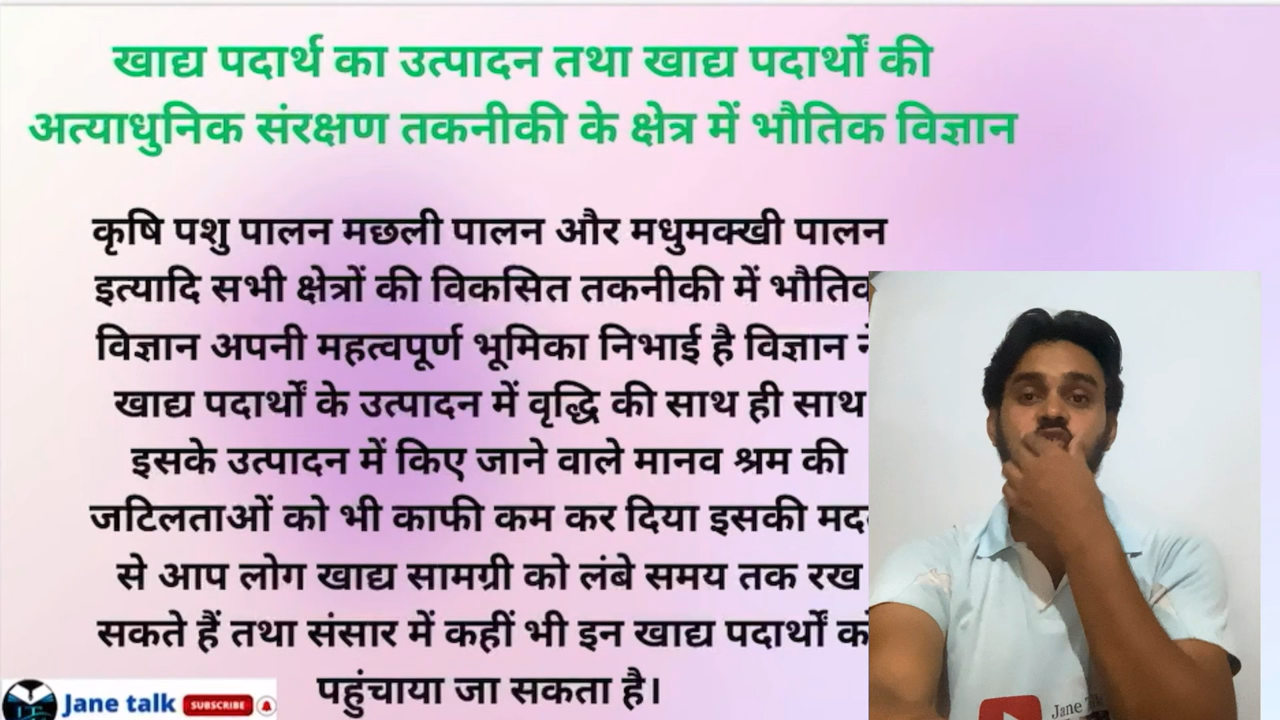 खाद्य पदार्थ का उत्पादन तथा खाद्य पदार्थों की
अत्याधुनिक संरक्षण तकनीकी के क्षेत्र में भौतिक विज्ञान
कृषि पशु पालन मछली पालन और मधुमक्खी पालन
इत्यादि सभी क्षेत्रों की विकसित तकनीकी में
विज्ञान अपनी महत्वपूर्ण भूमिका निभाई है विज्ञान
खाद्य पदार्थों के उत्पादन में वृद्धि की साथ ही साथ
इसके उत्पादन में किए जाने वाले मानव श्रम की
जटिलताओं को भी काफी कम कर दिया इसकी
से आप लोग खाद्य सामग्री को लंबे समय तक रख
सकते हैं तथा संसार में कहीं भी इन खाद्य पदार्थों
पहुंचाया जा सकता है।
Jane talk SUBSCRIBE
Jane